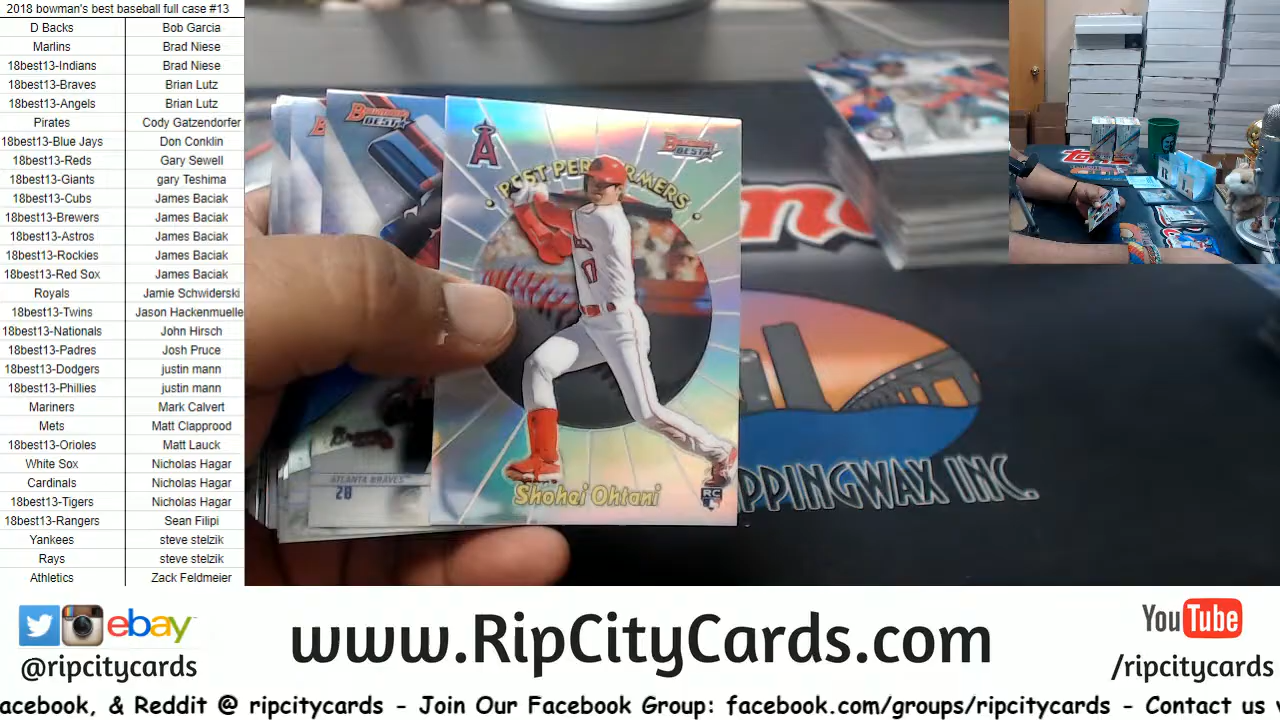 2018 bowman's best baseball full case #13
D Backs Bob Garcia
Marlins Brad Niese
18best13-Indians Brad Niese
18best13-Braves Brian Lutz
18best13-Angels Brian Lutz
Pirates Cody Gatzendorfer
18best13-Blue Jays Don Conklin
18best13-Reds Gary Sewell
18best13-Giants gary Teshima
18best13-Cubs James Baciak
18best13-Brewers James Baciak
18best13-Astros James Baciak
18best13-Rockies James Baciak
18best13-Red Sox James Baciak
Royals Jamie Schwiderski
18best13-Twins Jason Hackenmuelle
18best13-Nationals John Hirsch
18best13-Padres Josh Pruce
18best13-Dodgers justin mann
18best13-Phillies justin mann
Mariners Mark Calvert
Mets Matt Clapprood
18best13-Orioles Matt Lauck
White Sox Nicholas Hagar
Cardinals Nicholas Hagar
18best13-Tigers Nicholas Hagar
18best13-Rangers Sean Filipi
Yankees steve stelzik
Rays steve stelzik
Athletics Zack Feldmeier
BOWMAN'S BEST
A
BOWMAN'S BEST
POST PERFORMERS
Shohei Ohtani
RC
Braves
ATLANTA BRAVES
20
PPINGWAX INC.
ebay
@ripcitycards
www.RipCityCards.com
YouTube
/ripcitycards
acebook, & Reddit @ ripcitycards - Join Our Facebook Group: facebook.com/groups/ripcitycards - Contact us